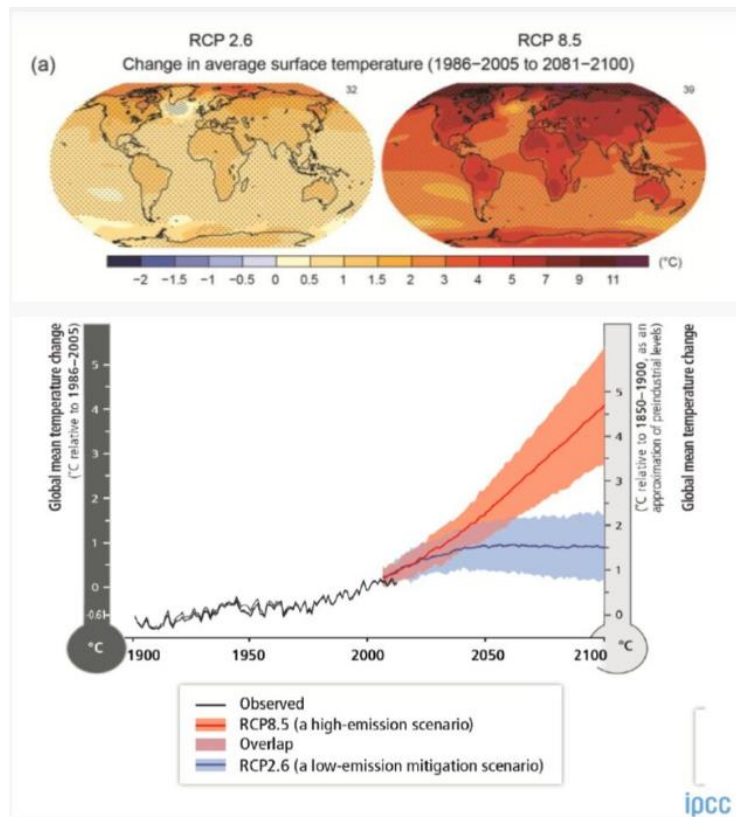 RCP 2.6
RCP 8.5
(a)
Change in average surface temperature (1986−2005 to 2081−2100)
32
39
−2 −1.5 −1 −0.5 0 0.5 1 1.5 2 3 4 5 7 9 11
(°C)
Global mean temperature change
(°C relative to 1986–2005)
5
4
3
2
1
0
-0.61
°C
1900
1950
2000
2050
2100
5
4
3
2
1
0
°C
(°C relative to 1850–1900, as an
approximation of preindustrial levels)
Global mean temperature change
Observed
RCP8.5 (a high-emission scenario)
Overlap
RCP2.6 (a low-emission mitigation scenario)
ipcc